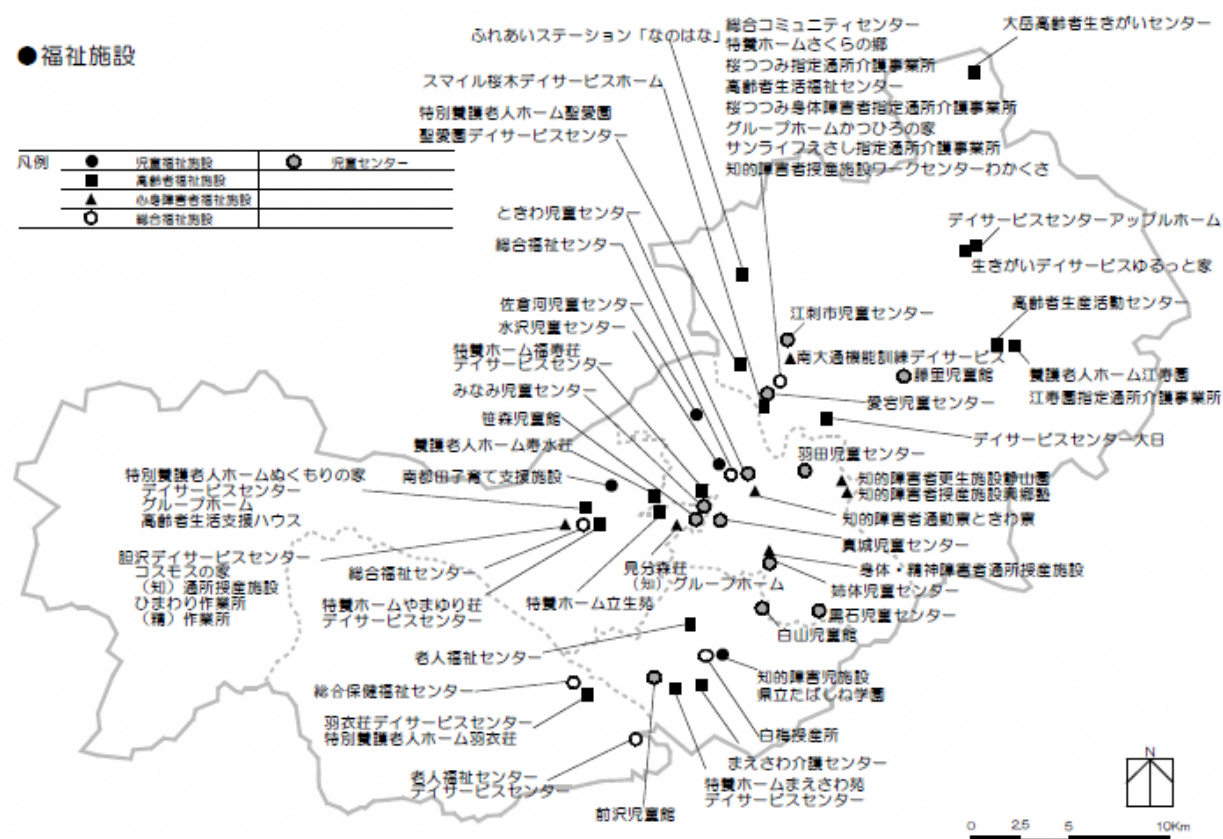 ●福祉施設
凡例
児童福祉施設
児童センター
高齢者福祉施設
心身障害者福祉施設
総合福祉施設
ふれあいステーション「なのはな」
スマイル桜木デイサービスホーム
特別養護老人ホーム聖愛園
聖愛園デイサービスセンター
総合コミュニティセンター
特養ホームさくらの郷
桜つつみ指定通所介護事業所
高齢者生活福祉センター
桜つつみ身体障害者指定通所介護事業所
グループホームかつひろの家
サンライフえさし指定通所介護事業所
知的障害者授産施設ワークセンターわかくさ
大岳高齢者生きがいセンター
ときわ児童センター
総合福祉センター
デイサービスセンターアップルホーム
生きがいデイサービスゆるっと家
佐倉河児童センター
水沢児童センター
特養ホーム福寿荘
デイサービスセンター
みなみ児童センター
笹森児童館
養護老人ホーム寿水荘
南都田子育て支援施設
江刺市児童センター
南大通機能訓練デイサービス
藤里児童館
愛宕児童センター
高齢者生産活動センター
養護老人ホーム江寿園
江寿園指定通所介護事業所
デイサービスセンター大日
羽田児童センター
知的障害者更生施設静山園
知的障害者授産施設興郷塾
知的障害者通勤寮ときわ寮
真城児童センター
身体・精神障害者通所授産施設
姉体児童センター
黒石児童センター
白山児童館
特別養護老人ホームぬくもりの家
デイサービスセンター
グループホーム
高齢者生活支援ハウス
胆沢デイサービスセンター
コスモスの家
（知）通所授産施設
ひまわり作業所
（精）作業所
総合福祉センター
特養ホームやまゆり荘
デイサービスセンター
特養ホーム立生苑
見分森荘
（知）グループホーム
老人福祉センター
総合保健福祉センター
羽衣荘デイサービスセンター
特別養護老人ホーム羽衣荘
老人福祉センター
デイサービスセンター
知的障害児施設
県立たばしね学園
白梅授産所
まえさわ介護センター
特養ホームまえさわ苑
デイサービスセンター
前沢児童館
N
0 2.5 5 10Km